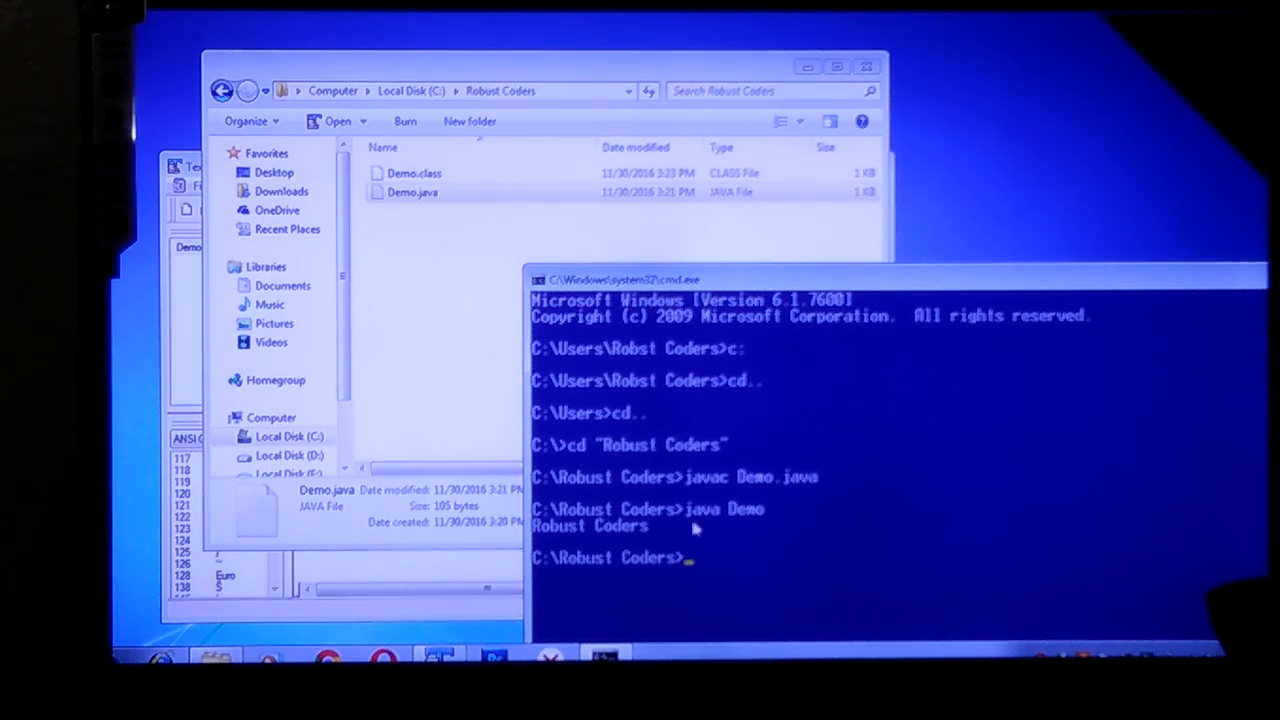 Computer ▸ Local Disk (C:) ▸ Robust Coders
Search Robust Coders
Organize
Open
Burn
New folder
Name Date modified Type Size
Demo.class 11/30/2016 3:23 PM CLASS File 1 KB
Demo.java 11/30/2016 3:21 PM JAVA File 1 KB
Favorites
Desktop
Downloads
OneDrive
Recent Places
Libraries
Documents
Music
Pictures
Videos
Homegroup
Computer
Local Disk (C:)
Local Disk (D:)
Demo.java Date modified: 11/30/2016 3:21 PM
JAVA File Size: 105 bytes
Date created: 11/30/2016 3:20 PM
Demo
ANSI
117
118
119
120
121
122
123
124
125
126 ~
128 Euro
138 Š
C:\Windows\system32\cmd.exe
Microsoft Windows [Version 6.1.7600]
Copyright (c) 2009 Microsoft Corporation. All rights reserved.
C:\Users\Robst Coders>c:
C:\Users\Robst Coders>cd..
C:\Users>cd..
C:\>cd "Robust Coders"
C:\Robust Coders>javac Demo.java
C:\Robust Coders>java Demo
Robust Coders
C:\Robust Coders>